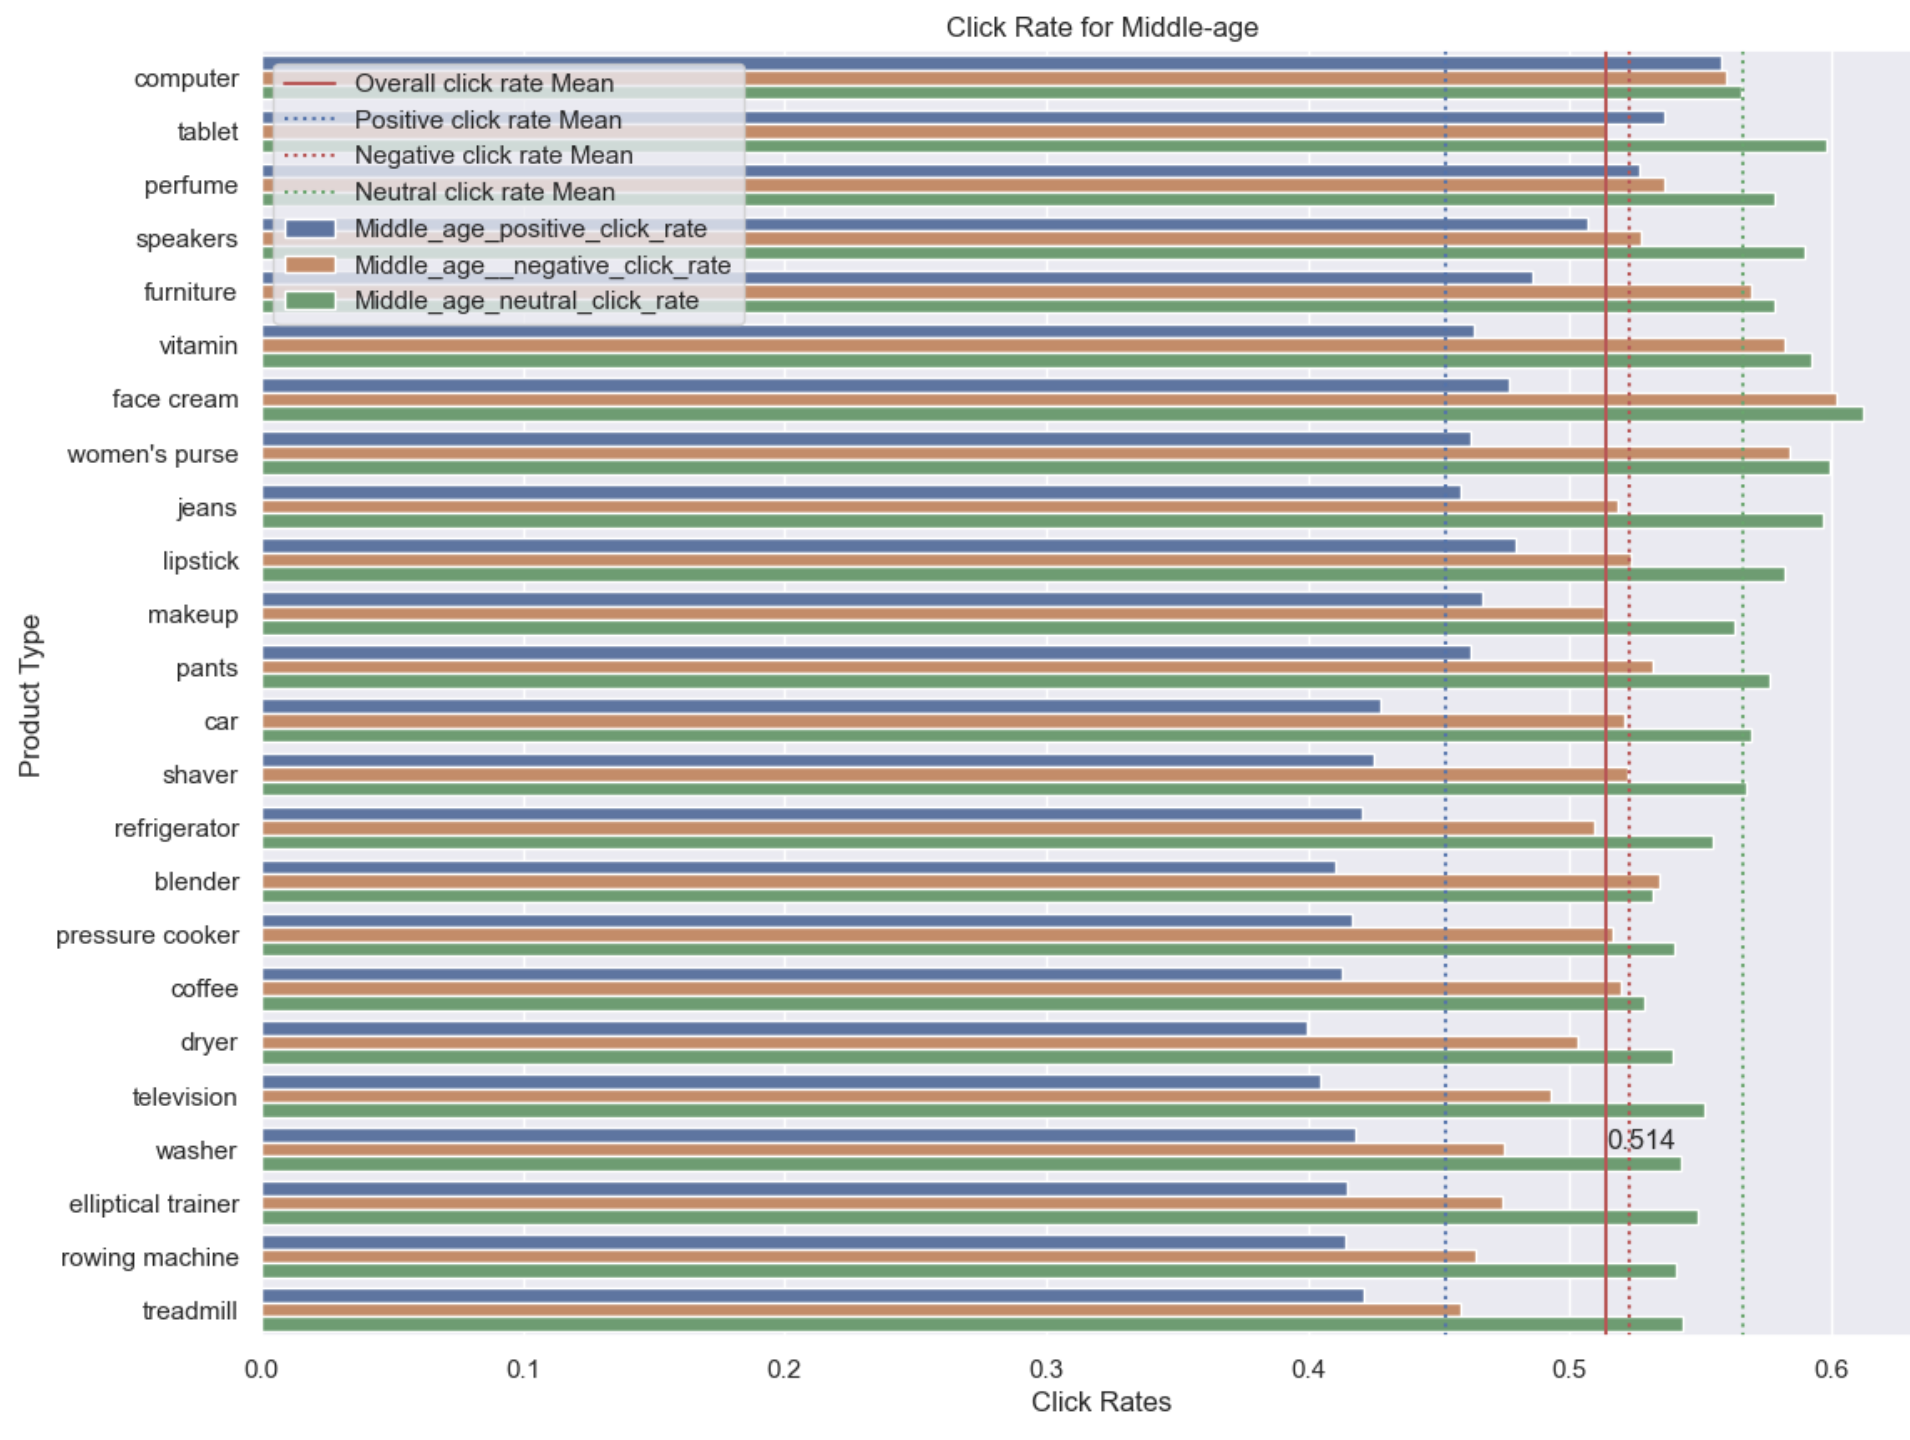 Click Rate for Middle-age
Overall click rate Mean
Positive click rate Mean
Negative click rate Mean
Neutral click rate Mean
Middle_age_positive_click_rate
Middle_age__negative_click_rate
Middle_age_neutral_click_rate
Product Type
computer
tablet
perfume
speakers
furniture
vitamin
face cream
women's purse
jeans
lipstick
makeup
pants
car
shaver
refrigerator
blender
pressure cooker
coffee
dryer
television
washer
elliptical trainer
rowing machine
treadmill
0.514
0.0 0.1 0.2 0.3 0.4 0.5 0.6
Click Rates